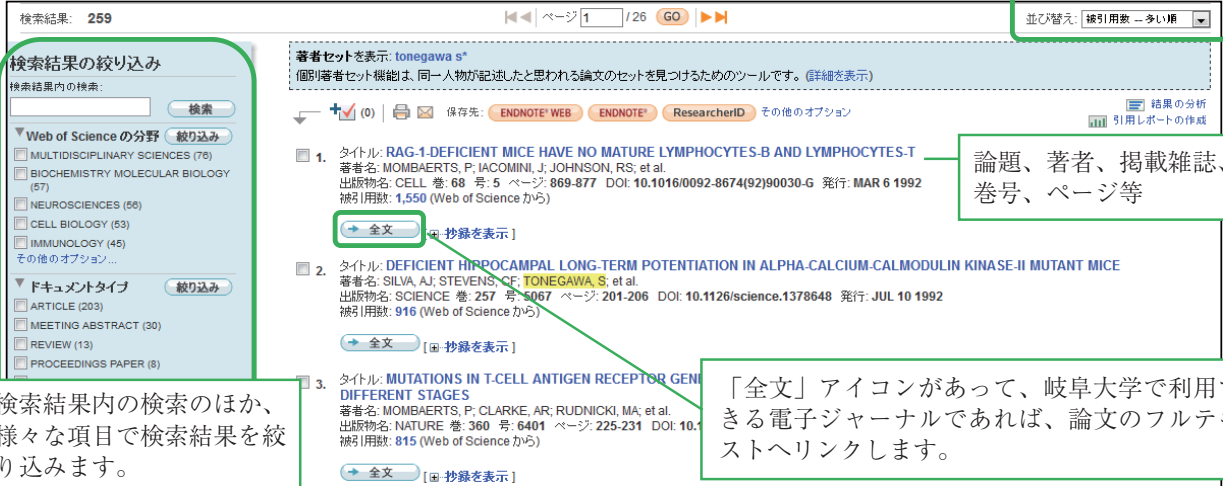 検索結果: 259
ページ 1 / 26 GO
並び替え: 被引用数 -- 多い順
検索結果の絞り込み
検索結果内の検索:
検索
Web of Science の分野 絞り込み
MULTIDISCIPLINARY SCIENCES (76)
BIOCHEMISTRY MOLECULAR BIOLOGY
(57)
NEUROSCIENCES (56)
CELL BIOLOGY (53)
IMMUNOLOGY (45)
その他のオプション...
ドキュメントタイプ 絞り込み
ARTICLE (203)
MEETING ABSTRACT (30)
REVIEW (13)
PROCEEDINGS PAPER (8)
検索結果内の検索のほか、
様々な項目で検索結果を絞
り込みます。
著者セットを表示: tonegawa s*
個別著者セット機能は、同一人物が記述したと思われる論文のセットを見つけるためのツールです。(詳細を表示)
(0) 保存先: ENDNOTE® WEB ENDNOTE® ResearcherID その他のオプション
結果の分析
引用レポートの作成
1. タイトル: RAG-1-DEFICIENT MICE HAVE NO MATURE LYMPHOCYTES-B AND LYMPHOCYTES-T
著者名: MOMBAERTS, P; IACOMINI, J; JOHNSON, RS; et al.
出版物名: CELL 巻: 68 号: 5 ページ: 869-877 DOI: 10.1016/0092-8674(92)90030-G 発行: MAR 6 1992
被引用数: 1,550 (Web of Science から)
全文 [ 抄録を表示 ]
論題、著者、掲載雑誌、
巻号、ページ等
2. タイトル: DEFICIENT HIPPOCAMPAL LONG-TERM POTENTIATION IN ALPHA-CALCIUM-CALMODULIN KINASE-II MUTANT MICE
著者名: SILVA, AJ; STEVENS, CF; TONEGAWA, S; et al.
出版物名: SCIENCE 巻: 257 号: 5067 ページ: 201-206 DOI: 10.1126/science.1378648 発行: JUL 10 1992
被引用数: 916 (Web of Science から)
全文 [ 抄録を表示 ]
3. タイトル: MUTATIONS IN T-CELL ANTIGEN RECEPTOR GEN
DIFFERENT STAGES
著者名: MOMBAERTS, P; CLARKE, AR; RUDNICKI, MA; et al.
出版物名: NATURE 巻: 360 号: 6401 ページ: 225-231 DOI: 10.1
被引用数: 815 (Web of Science から)
全文 [ 抄録を表示 ]
「全文」アイコンがあって、岐阜大学で利用で
きる電子ジャーナルであれば、論文のフルテキ
ストへリンクします。